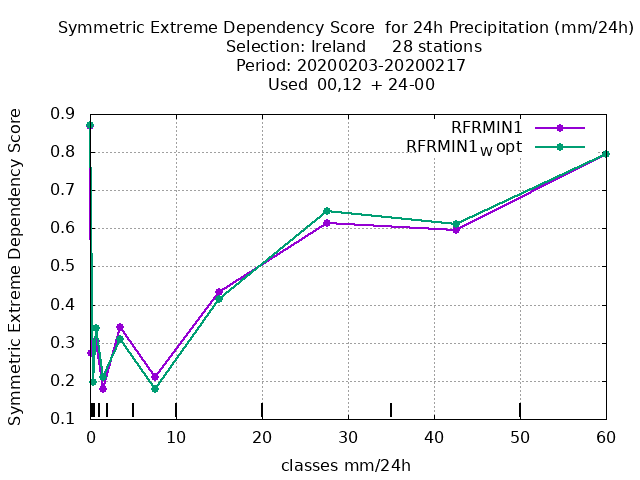 Symmetric Extreme Dependency Score  for 24h Precipitation (mm/24h)
Selection: Ireland     28 stations
Period: 20200203-20200217
Used  00,12  + 24-00
Symmetric Extreme Dependency Score
0.9
0.8
0.7
0.6
0.5
0.4
0.3
0.2
0.1
RFRMIN1
RFRMIN1W opt
0 10 20 30 40 50 60
classes mm/24h